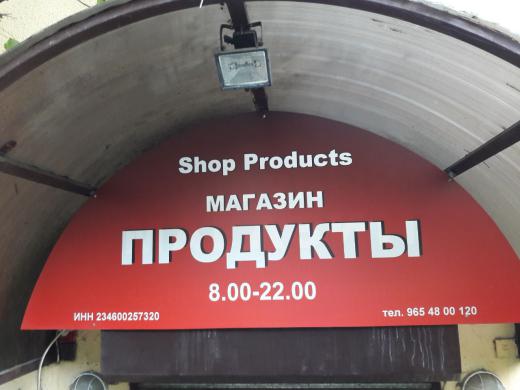 Shop Products
МАГАЗИН
ПРОДУКТЫ
8.00-22.00
ИНН 234600257320
тел. 965 48 00 120